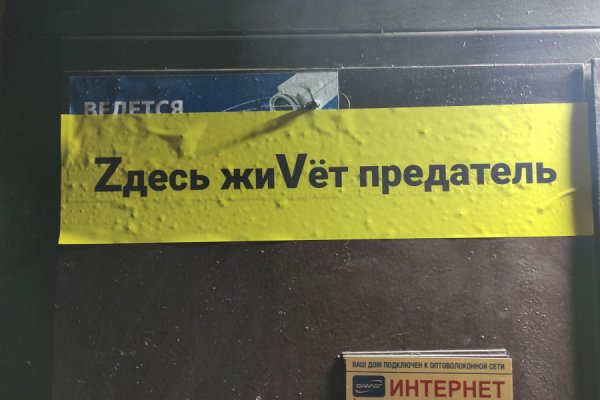 ВЕДЕТСЯ
Zдесь жиVёт предатель
ВАШ ДОМ ПОДКЛЮЧЕН К ОПТОВОЛОКОННОЙ СЕТИ
ДИАЛОГ
ИНТЕРНЕТ